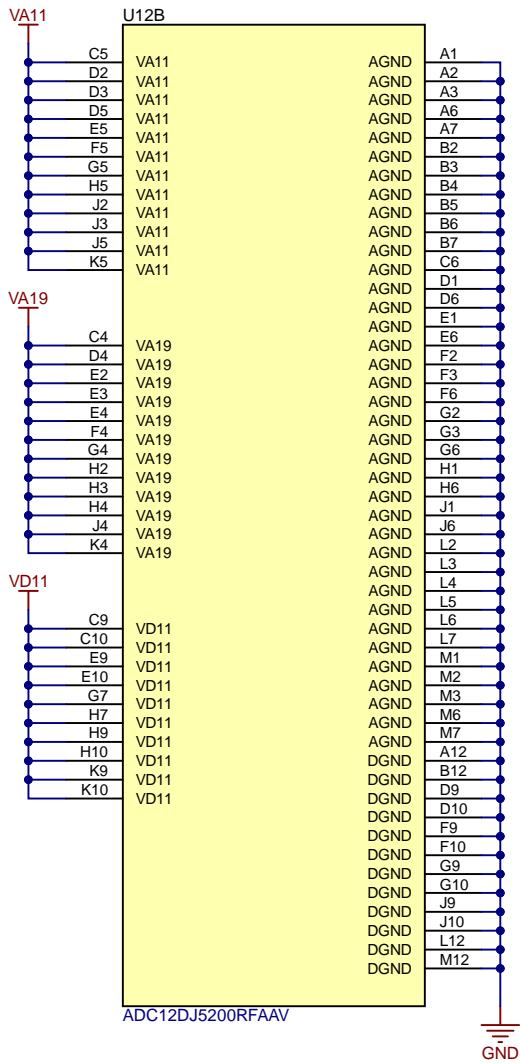 VA11 U12B
C5 VA11 AGND A1
D2 VA11 AGND A2
D3 VA11 AGND A3
D5 VA11 AGND A6
E5 VA11 AGND A7
F5 VA11 AGND B2
G5 VA11 AGND B3
H5 VA11 AGND B4
J2 VA11 AGND B5
J3 VA11 AGND B6
J5 VA11 AGND B7
K5 VA11 AGND C6
AGND D1
VA19
AGND D6
AGND E1
C4 VA19 AGND E6
D4 VA19 AGND F2
E2 VA19 AGND F3
E3 VA19 AGND F6
E4 VA19 AGND G2
F4 VA19 AGND G3
G4 VA19 AGND G6
H2 VA19 AGND H1
H3 VA19 AGND H6
H4 VA19 AGND J1
J4 VA19 AGND J6
K4 VA19 AGND L2
AGND L3
VD11
AGND L4
AGND L5
C9 VD11 AGND L6
C10 VD11 AGND L7
E9 VD11 AGND M1
E10 VD11 AGND M2
G7 VD11 AGND M3
H7 VD11 AGND M6
H9 VD11 AGND M7
H10 VD11 DGND A12
K9 VD11 DGND B12
K10 VD11 DGND D9
DGND D10
DGND F9
DGND F10
DGND G9
DGND G10
DGND J9
DGND J10
DGND L12
DGND M12
ADC12DJ5200RFAAV
GND